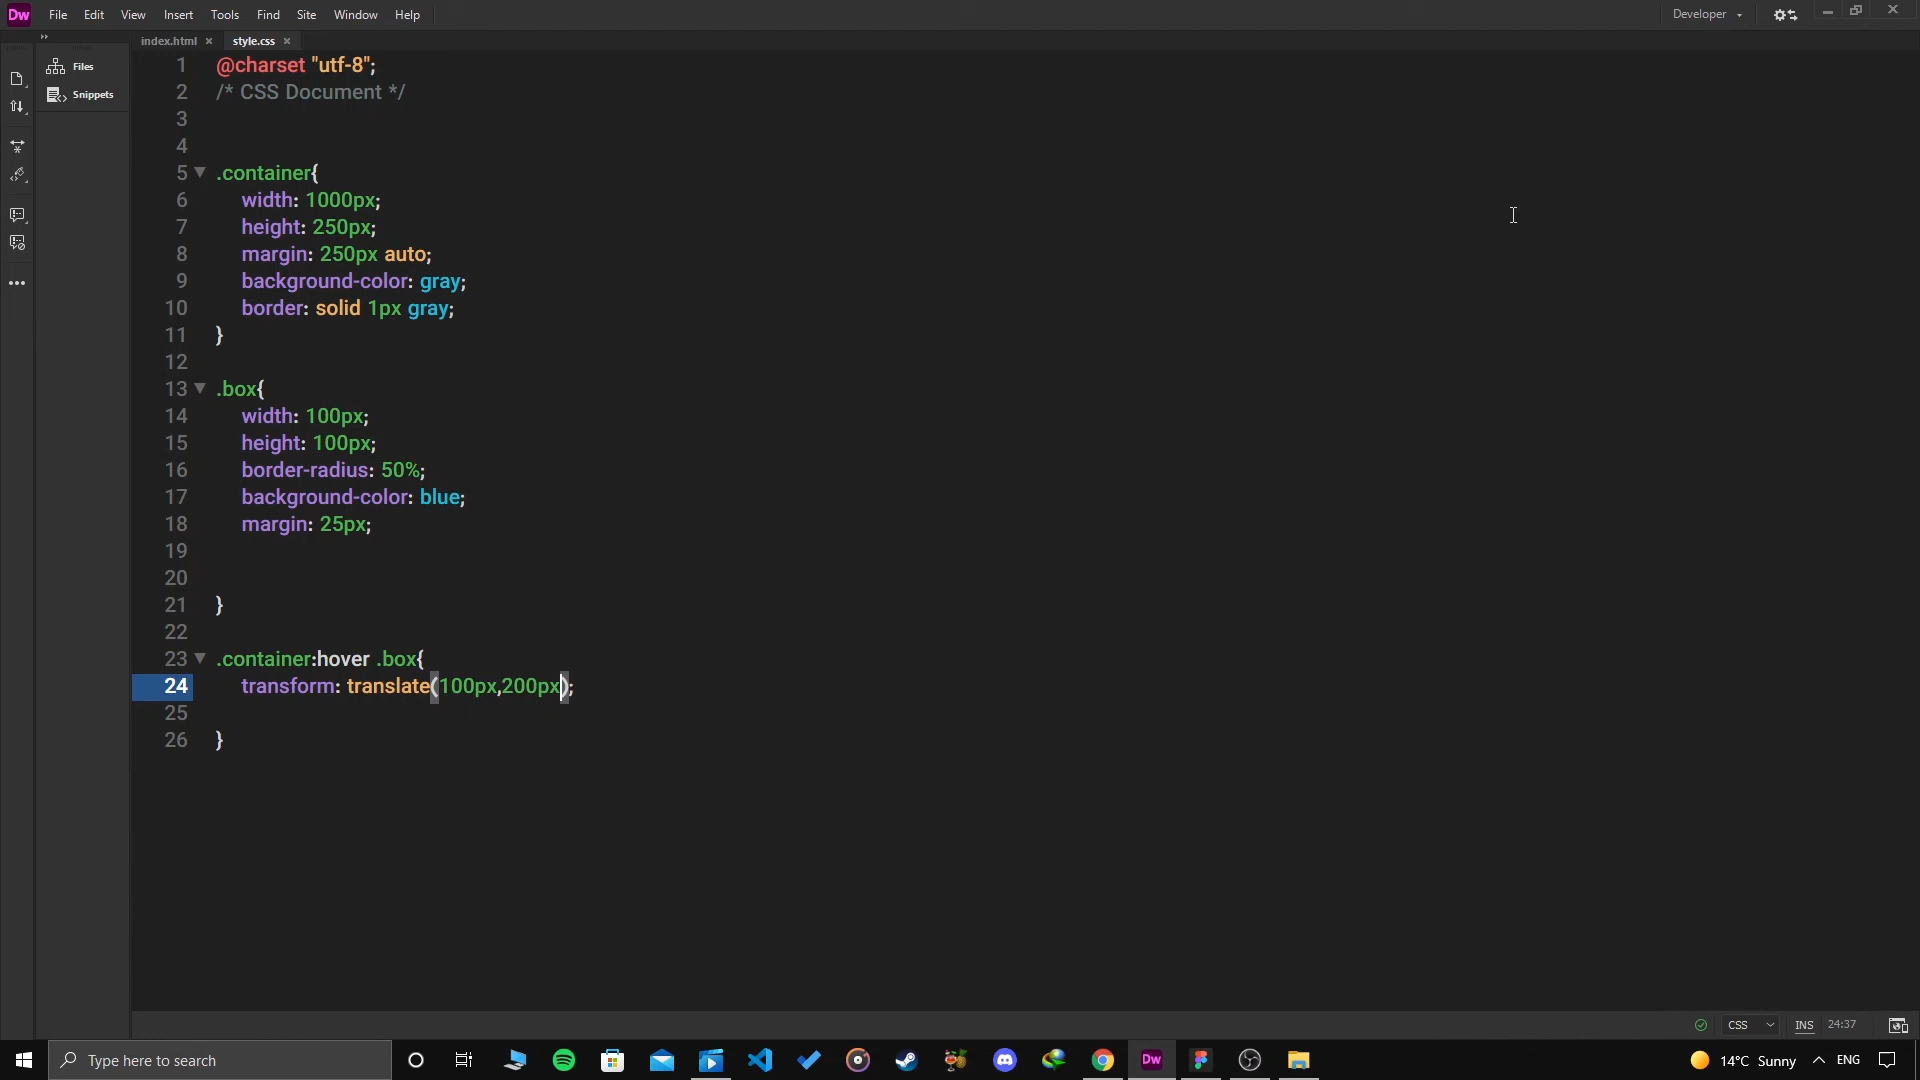 Dw File Edit View Insert Tools Find Site Window Help Developer
index.html style.css
Files
Snippets
1 @charset "utf-8";
2 /* CSS Document */
3
4
5 .container{
6 width: 1000px;
7 height: 250px;
8 margin: 250px auto;
9 background-color: gray;
10 border: solid 1px gray;
11 }
12
13 .box{
14 width: 100px;
15 height: 100px;
16 border-radius: 50%;
17 background-color: blue;
18 margin: 25px;
19
20
21 }
22
23 .container:hover .box{
24 transform: translate(100px,200px);
25
26 }
CSS INS 24:37
Type here to search Dw 14°C Sunny ENG